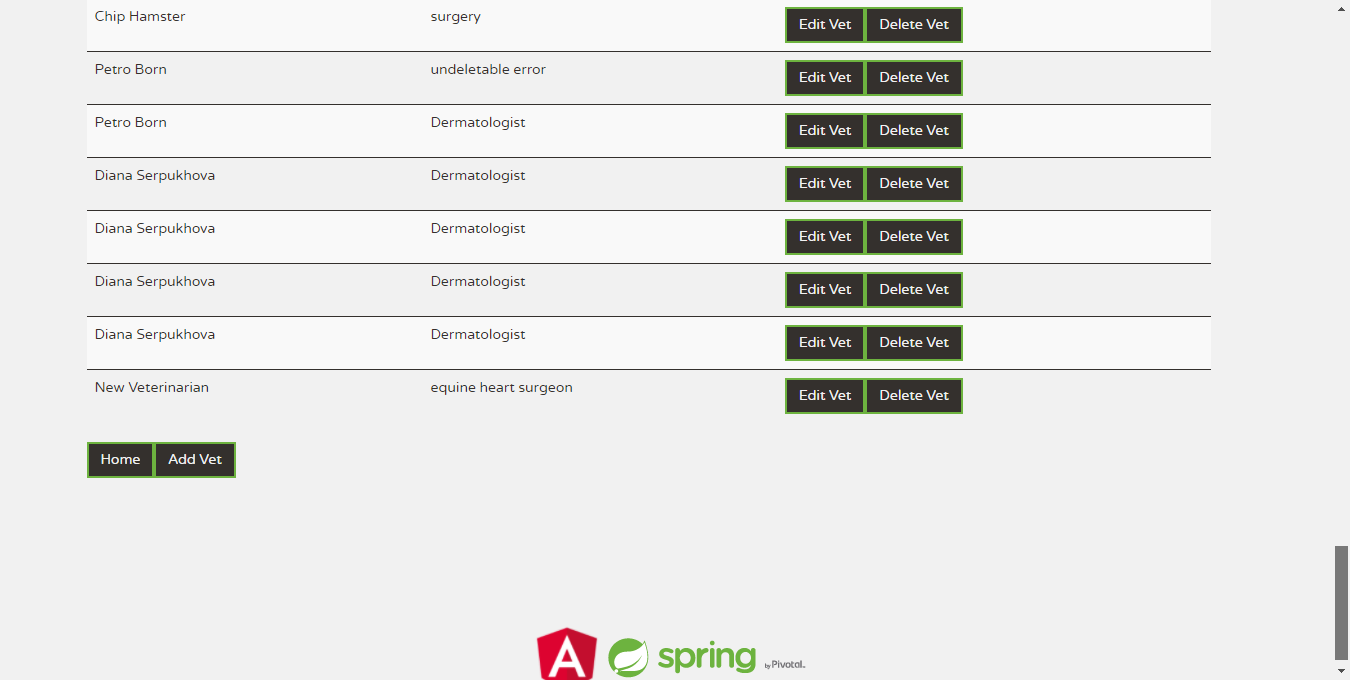 Chip Hamster surgery Edit Vet Delete Vet
Petro Born undeletable error Edit Vet Delete Vet
Petro Born Dermatologist Edit Vet Delete Vet
Diana Serpukhova Dermatologist Edit Vet Delete Vet
Diana Serpukhova Dermatologist Edit Vet Delete Vet
Diana Serpukhova Dermatologist Edit Vet Delete Vet
Diana Serpukhova Dermatologist Edit Vet Delete Vet
New Veterinarian equine heart surgeon Edit Vet Delete Vet
Home Add Vet
A spring by Pivotal